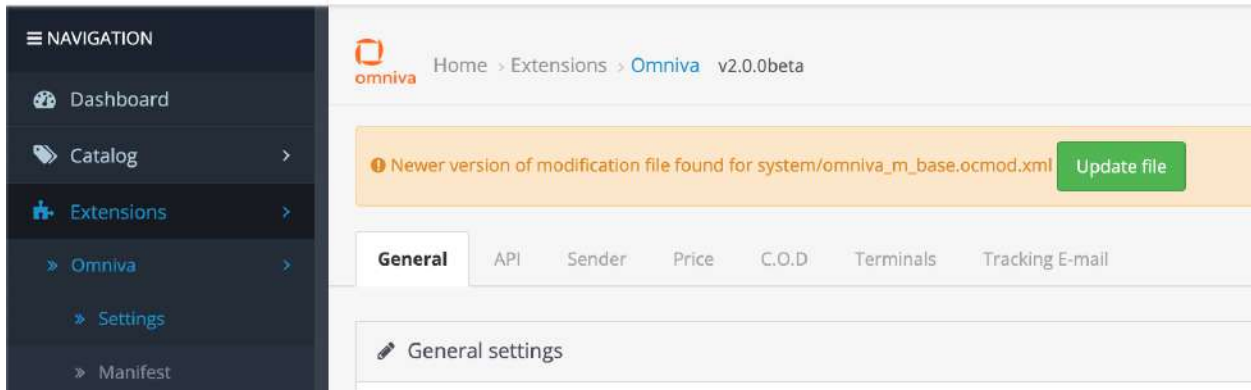 NAVIGATION
Dashboard
Catalog
Extensions
Omniva
Settings
Manifest
omniva
Home › Extensions › Omniva v2.0.0beta
Newer version of modification file found for system/omniva_m_base.ocmod.xml Update file
General API Sender Price C.O.D Terminals Tracking E-mail
General settings